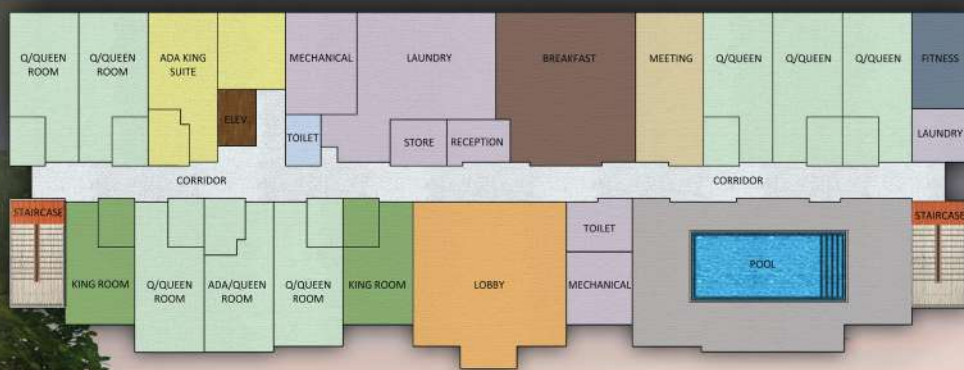 Q/QUEEN
ROOM
Q/QUEEN
ROOM
ADA KING
SUITE
MECHANICAL
LAUNDRY
BREAKFAST
MEETING
Q/QUEEN
Q/QUEEN
Q/QUEEN
FITNESS
ELEV.
TOILET
STORE
RECEPTION
LAUNDRY
CORRIDOR
CORRIDOR
STAIRCASE
STAIRCASE
TOILET
KING ROOM
Q/QUEEN
ROOM
ADA/QUEEN
ROOM
Q/QUEEN
ROOM
KING ROOM
LOBBY
MECHANICAL
POOL